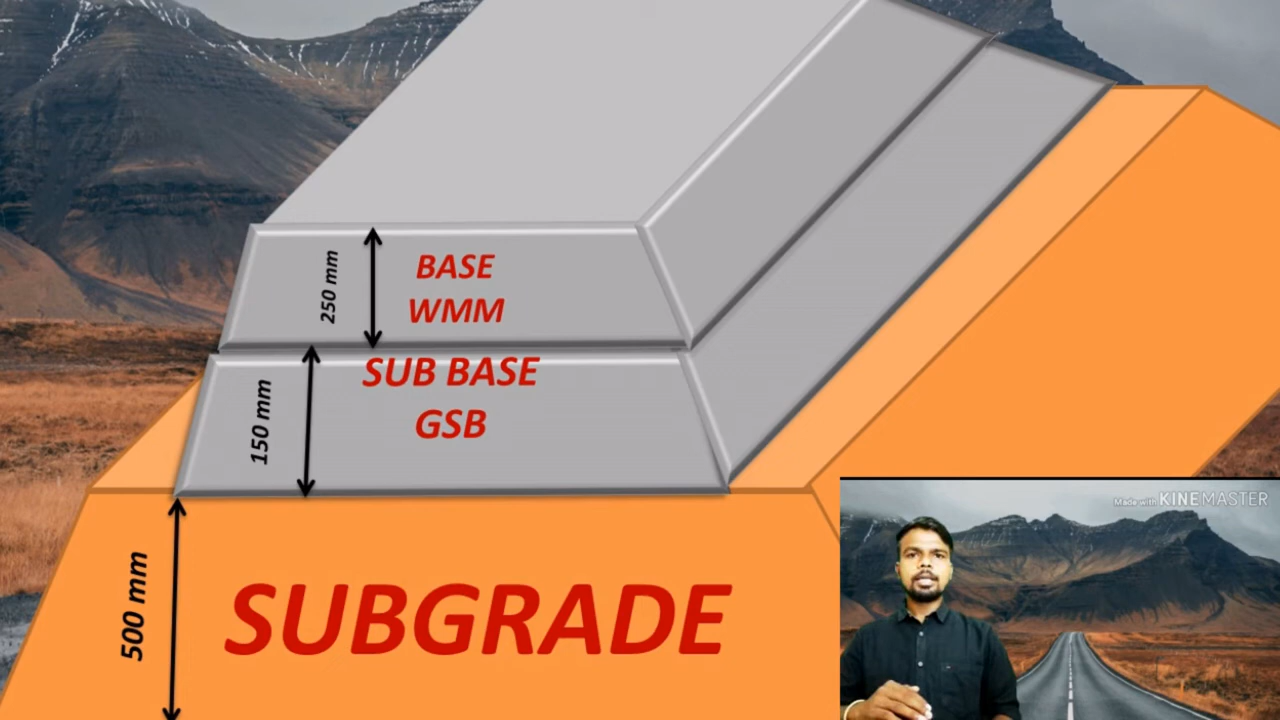 250 mm
BASE
WMM
150 mm
SUB BASE
GSB
500 mm
SUBGRADE
Made with KINEMASTER